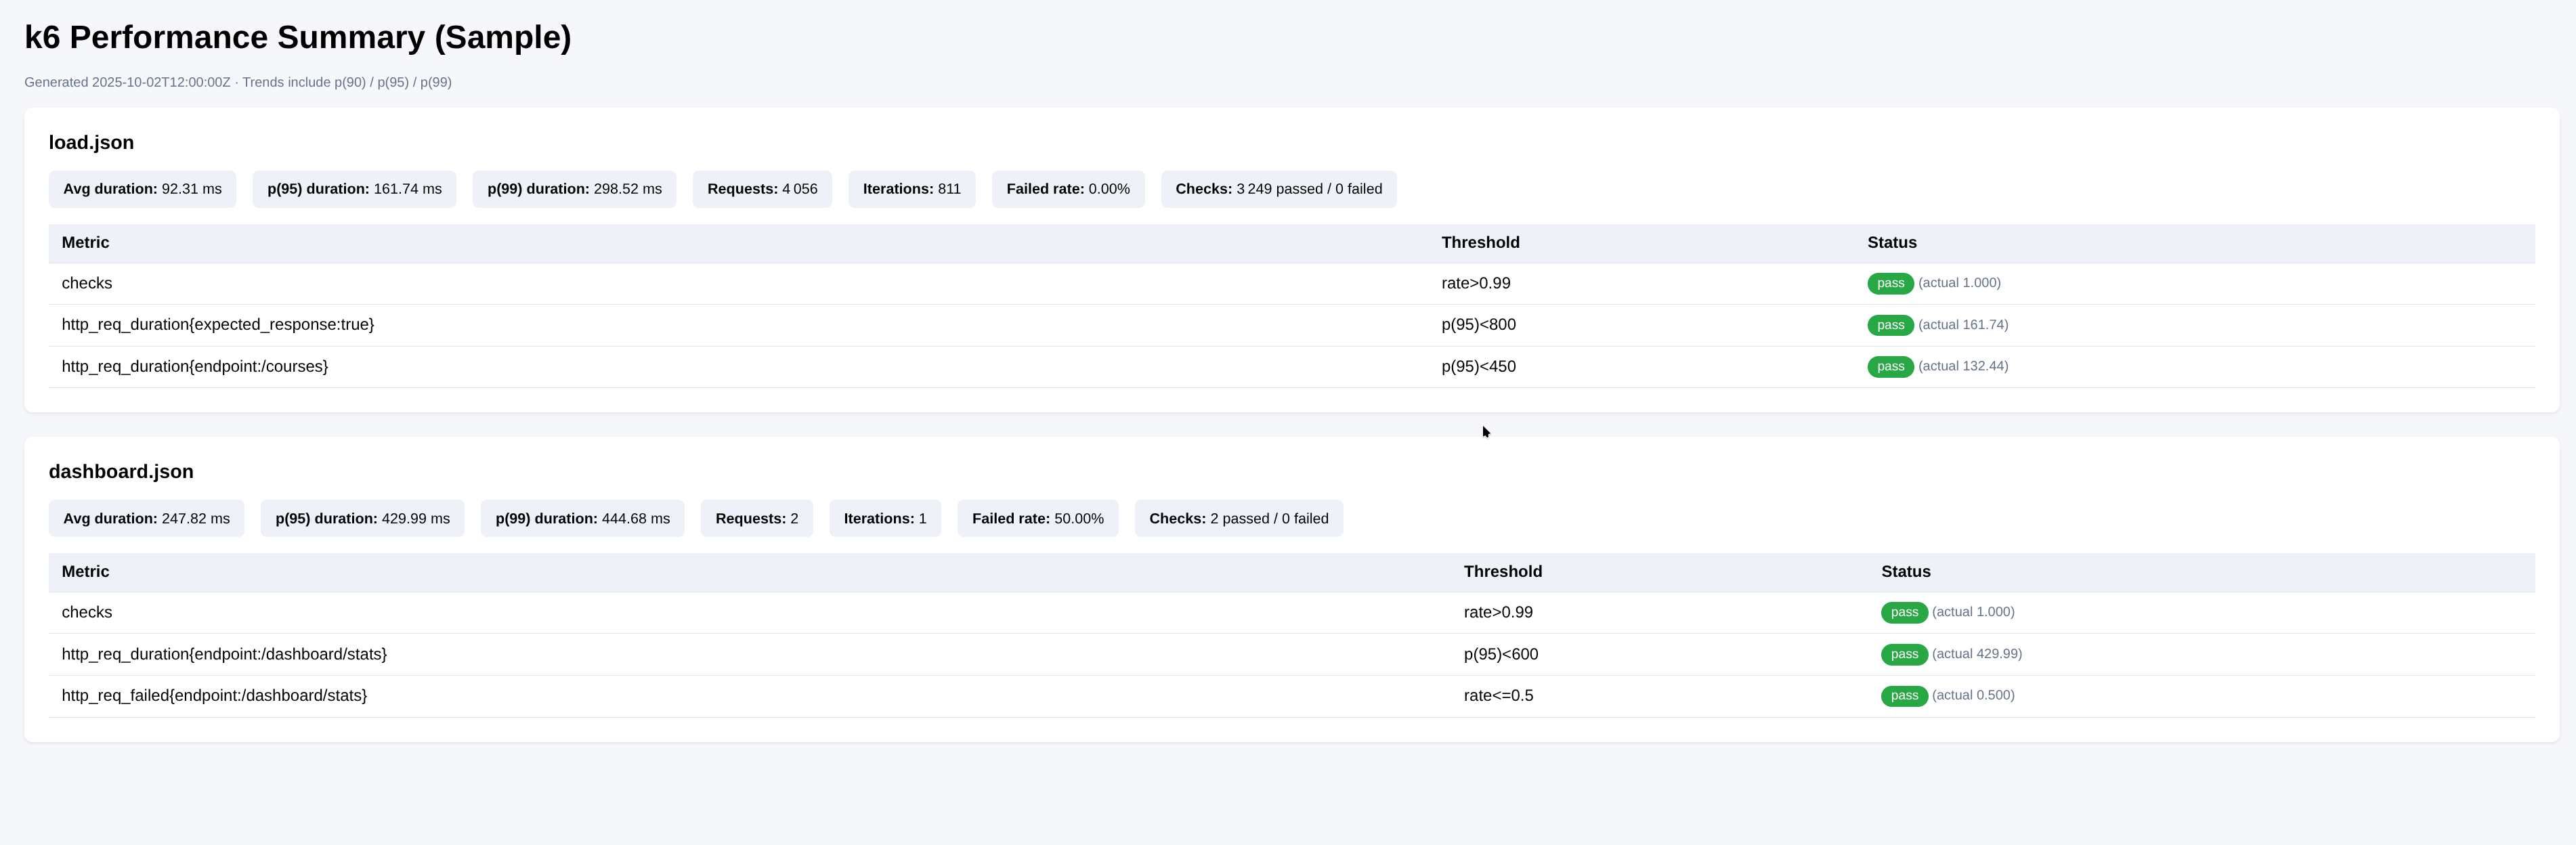 k6 Performance Summary (Sample)
Generated 2025-10-02T12:00:00Z · Trends include p(90) / p(95) / p(99)
load.json
Avg duration: 92.31 ms p(95) duration: 161.74 ms p(99) duration: 298.52 ms Requests: 4 056 Iterations: 811 Failed rate: 0.00% Checks: 3 249 passed / 0 failed
Metric Threshold Status
checks rate>0.99 pass (actual 1.000)
http_req_duration{expected_response:true} p(95)<800 pass (actual 161.74)
http_req_duration{endpoint:/courses} p(95)<450 pass (actual 132.44)
dashboard.json
Avg duration: 247.82 ms p(95) duration: 429.99 ms p(99) duration: 444.68 ms Requests: 2 Iterations: 1 Failed rate: 50.00% Checks: 2 passed / 0 failed
Metric Threshold Status
checks rate>0.99 pass (actual 1.000)
http_req_duration{endpoint:/dashboard/stats} p(95)<600 pass (actual 429.99)
http_req_failed{endpoint:/dashboard/stats} rate<=0.5 pass (actual 0.500)